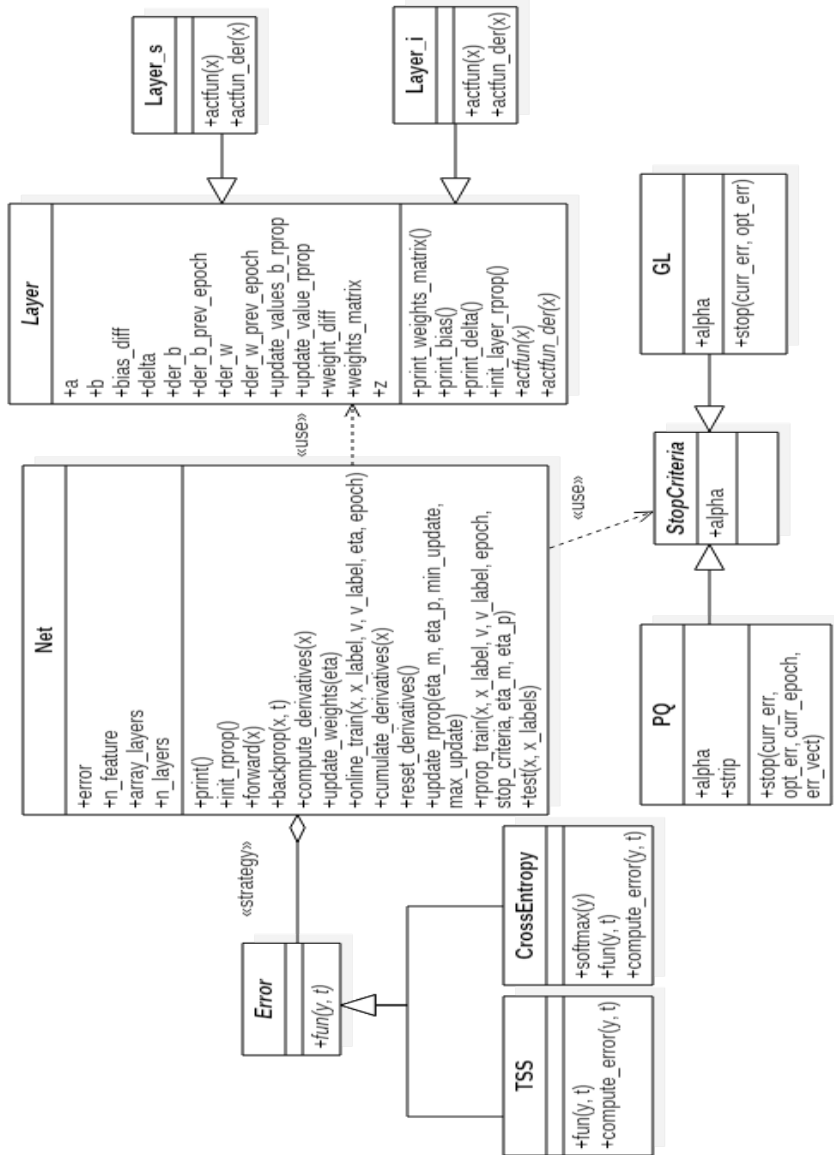 Error
+fun(y, t)
TSS
+fun(y, t)
+compute_error(y, t)
CrossEntropy
+softmax(y)
+fun(y, t)
+compute_error(y, t)
«strategy»
Net
+error
+n_feature
+array_layers
+n_layers
+print()
+init_rprop()
+forward(x)
+backprop(x, t)
+compute_derivatives(x)
+update_weights(eta)
+online_train(x, x_label, v, v_label, eta, epoch)
+cumulate_derivatives(x)
+reset_derivatives()
+update_rprop(eta_m, eta_p, min_update,
max_update)
+rprop_train(x, x_label, v, v_label, epoch,
stop_criteria, eta_m, eta_p)
+test(x, x_labels)
«use»
«use»
Layer
+a
+b
+bias_diff
+delta
+der_b
+der_b_prev_epoch
+der_w
+der_w_prev_epoch
+update_values_b_rprop
+update_value_rprop
+weight_diff
+weights_matrix
+z
+print_weights_matrix()
+print_bias()
+print_delta()
+init_layer_rprop()
+actfun(x)
+actfun_der(x)
Layer_s
+actfun(x)
+actfun_der(x)
Layer_i
+actfun(x)
+actfun_der(x)
PQ
+alpha
+strip
+stop(curr_err,
opt_err, curr_epoch,
err_vect)
StopCriteria
+alpha
GL
+alpha
+stop(curr_err, opt_err)